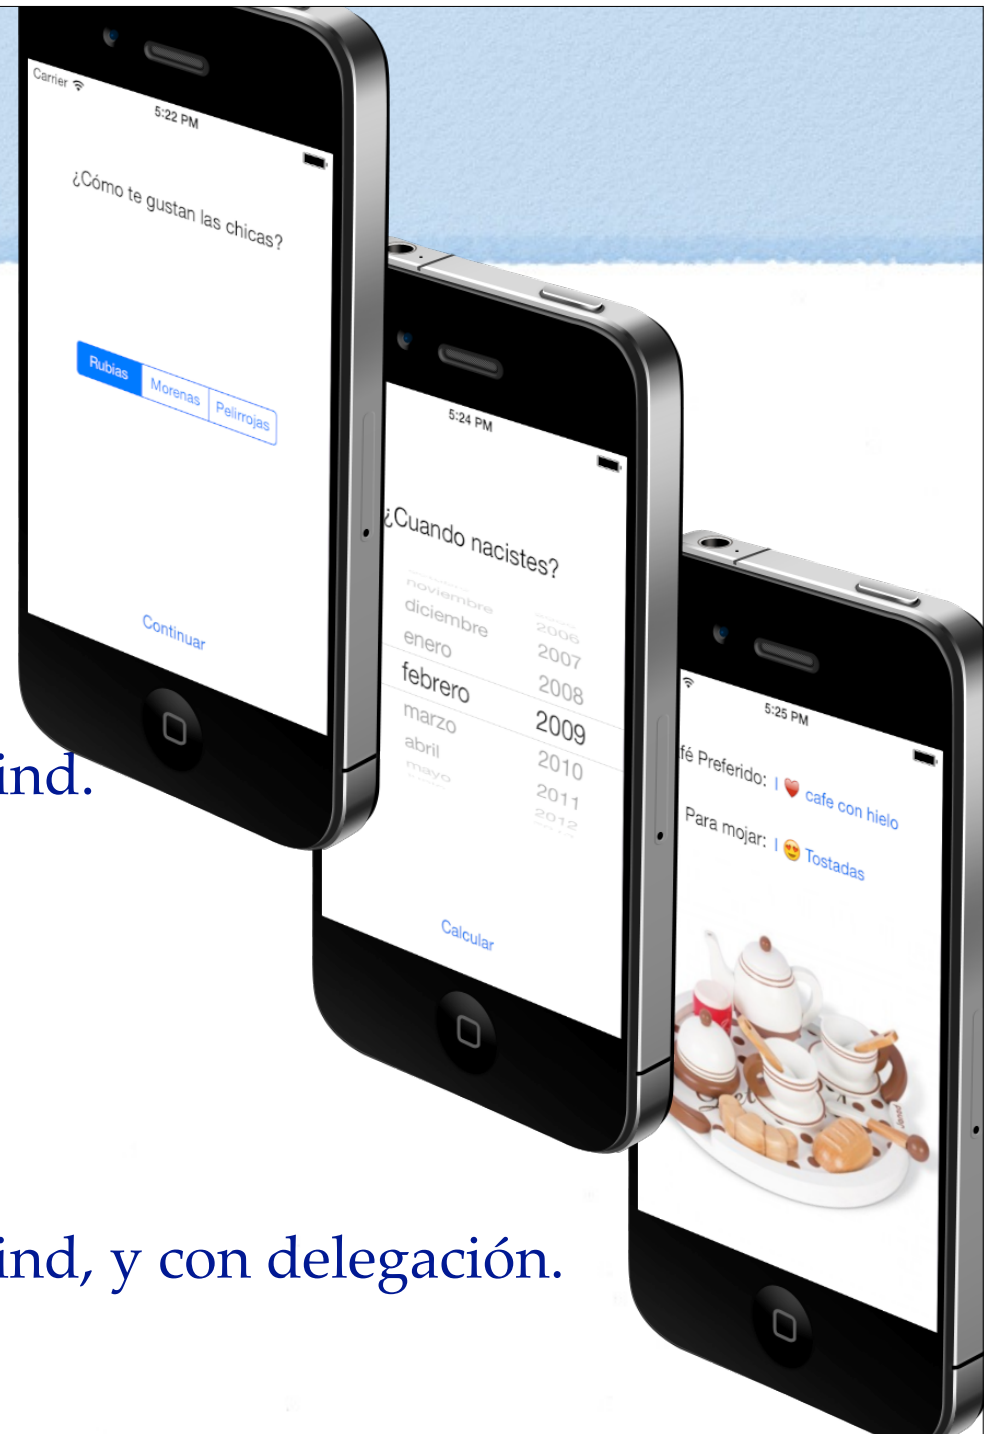 Carrier
5:22 PM
¿Cómo te gustan las chicas?
Rubias Morenas Pelirrojas
Continuar
5:24 PM
¿Cuando nacistes?
noviembre
diciembre 2006
enero 2007
febrero 2008
marzo 2009
abril 2010
mayo 2011
2012
Calcular
5:25 PM
fé Preferido: I ❤️ cafe con hielo
Para mojar: I 😍 Tostadas
ind.
ind, y con delegación.